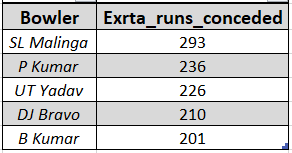 Bowler Exrta_runs_conceded
SL Malinga 293
P Kumar 236
UT Yadav 226
DJ Bravo 210
B Kumar 201